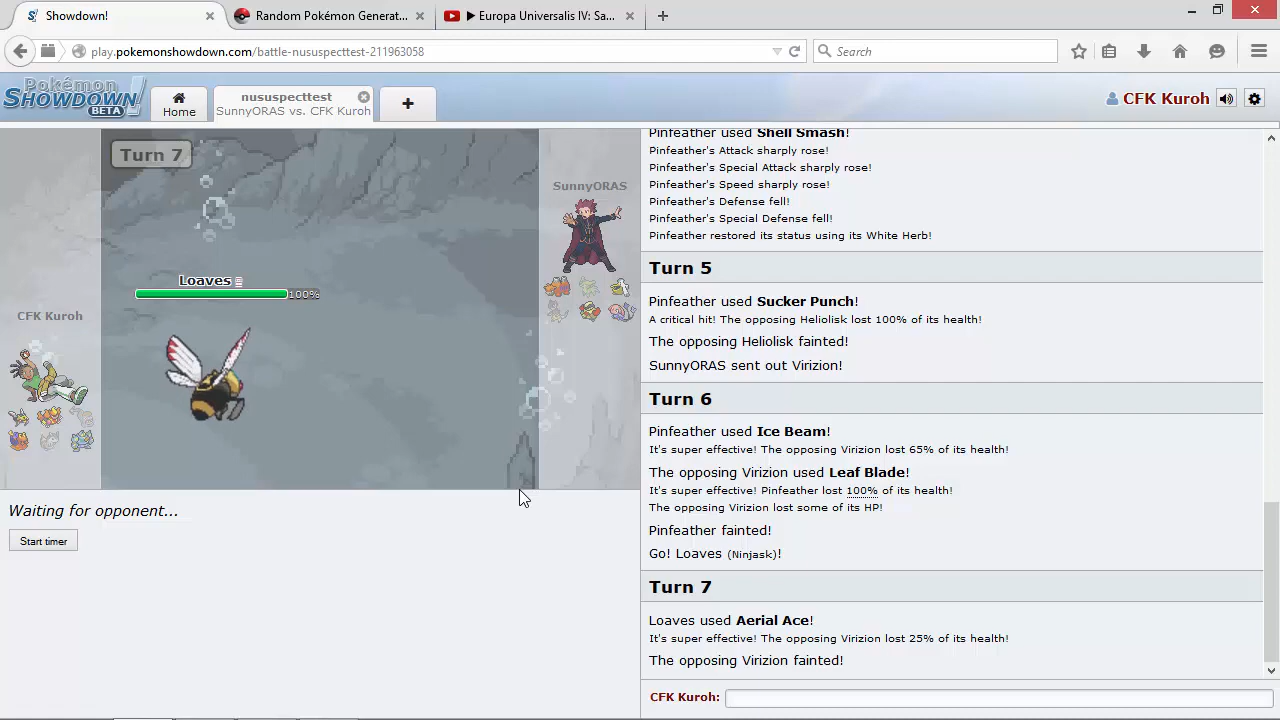 Showdown!
Random Pokémon Generat...
▶ Europa Universalis IV: Sa...
play.pokemonshowdown.com/battle-nususpecttest-211963058
Search
Pokémon
Showdown!
BETA
Home
nususpecttest
SunnyORAS vs. CFK Kuroh
CFK Kuroh
Turn 7
SunnyORAS
Loaves
100%
CFK Kuroh
Waiting for opponent...
Start timer
Pinfeather used Shell Smash!
Pinfeather's Attack sharply rose!
Pinfeather's Special Attack sharply rose!
Pinfeather's Speed sharply rose!
Pinfeather's Defense fell!
Pinfeather's Special Defense fell!
Pinfeather restored its status using its White Herb!
Turn 5
Pinfeather used Sucker Punch!
A critical hit! The opposing Heliolisk lost 100% of its health!
The opposing Heliolisk fainted!
SunnyORAS sent out Virizion!
Turn 6
Pinfeather used Ice Beam!
It's super effective! The opposing Virizion lost 65% of its health!
The opposing Virizion used Leaf Blade!
It's super effective! Pinfeather lost 100% of its health!
The opposing Virizion lost some of its HP!
Pinfeather fainted!
Go! Loaves (Ninjask)!
Turn 7
Loaves used Aerial Ace!
It's super effective! The opposing Virizion lost 25% of its health!
The opposing Virizion fainted!
CFK Kuroh: